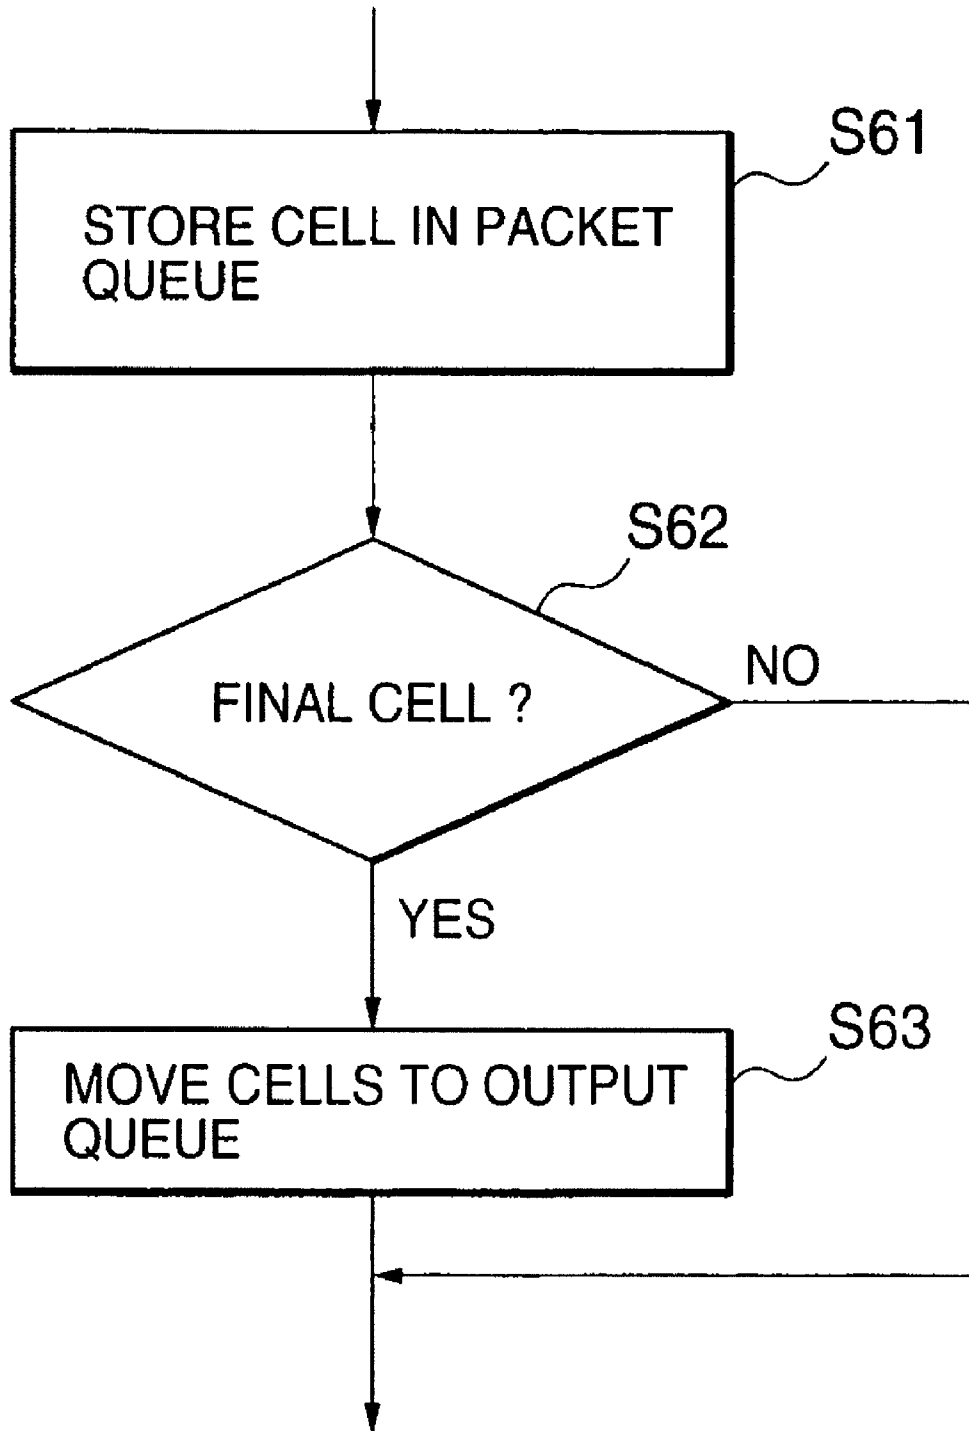 S61
STORE CELL IN PACKET
QUEUE
S62
FINAL CELL ?
NO
YES
S63
MOVE CELLS TO OUTPUT
QUEUE